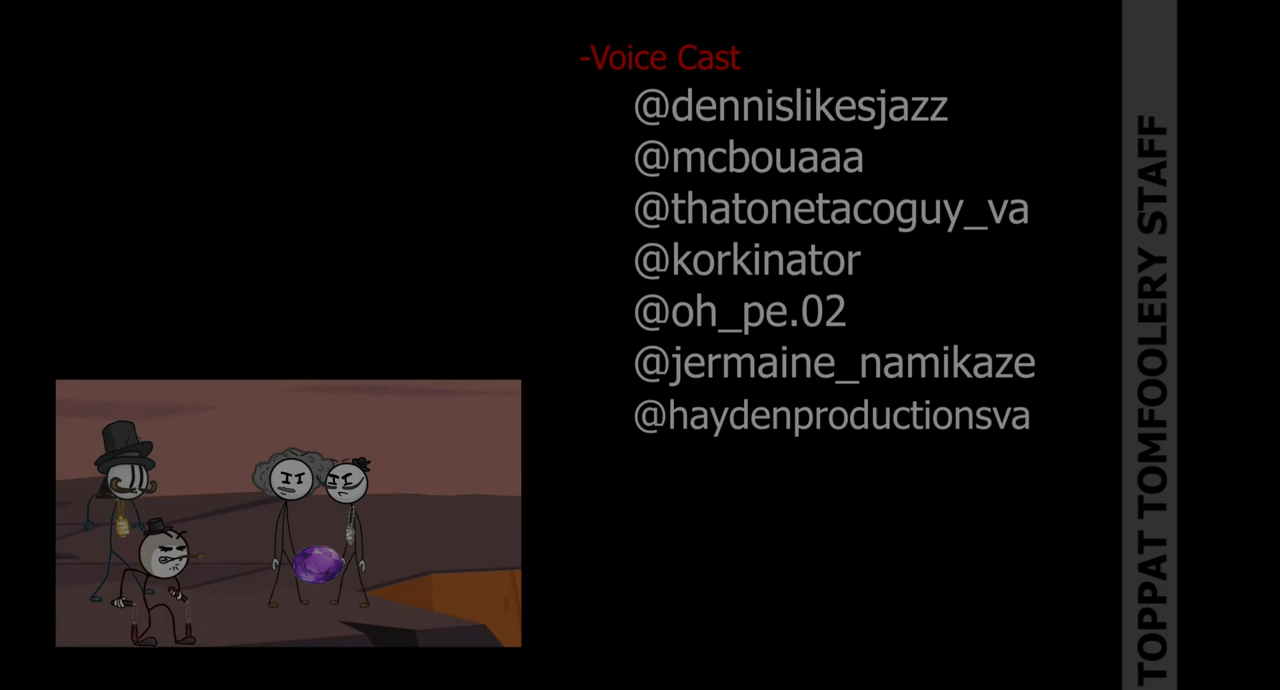 -Voice Cast
@dennislikesjazz
@mcbouaaa
@thatonetacoguy_va
@korkinator
@oh_pe.02
@jermaine_namikaze
@haydenproductionsva
TOPPAT TOMFOOLERY STAFF